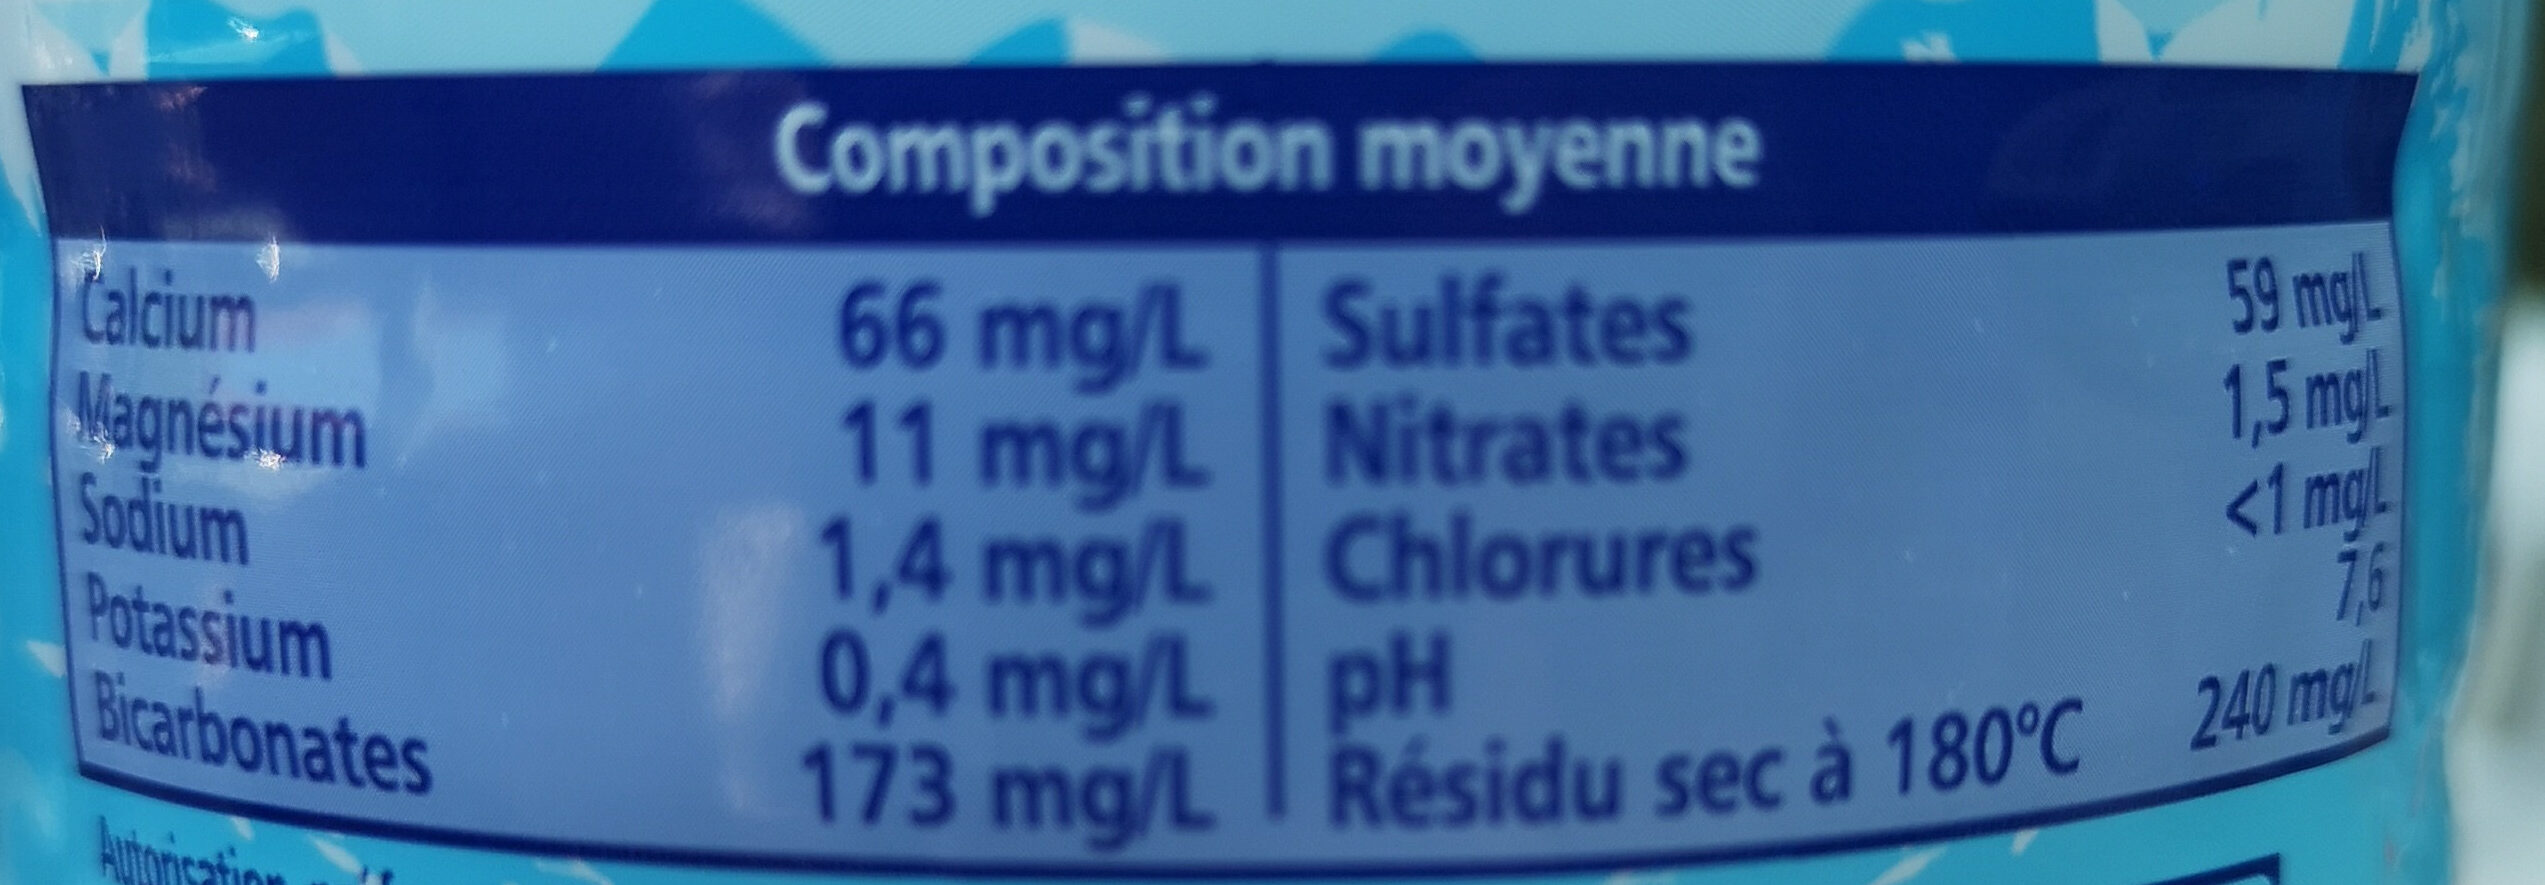 Composition moyenne
Calcium 66 mg/L
Magnésium 11 mg/L
Sodium 1,4 mg/L
Potassium 0,4 mg/L
Bicarbonates 173 mg/L
Sulfates 59 mg/L
Nitrates 1,5 mg/L
Chlorures <1 mg/L
pH 7,6
Résidu sec à 180°C 240 mg/L
Autorisation